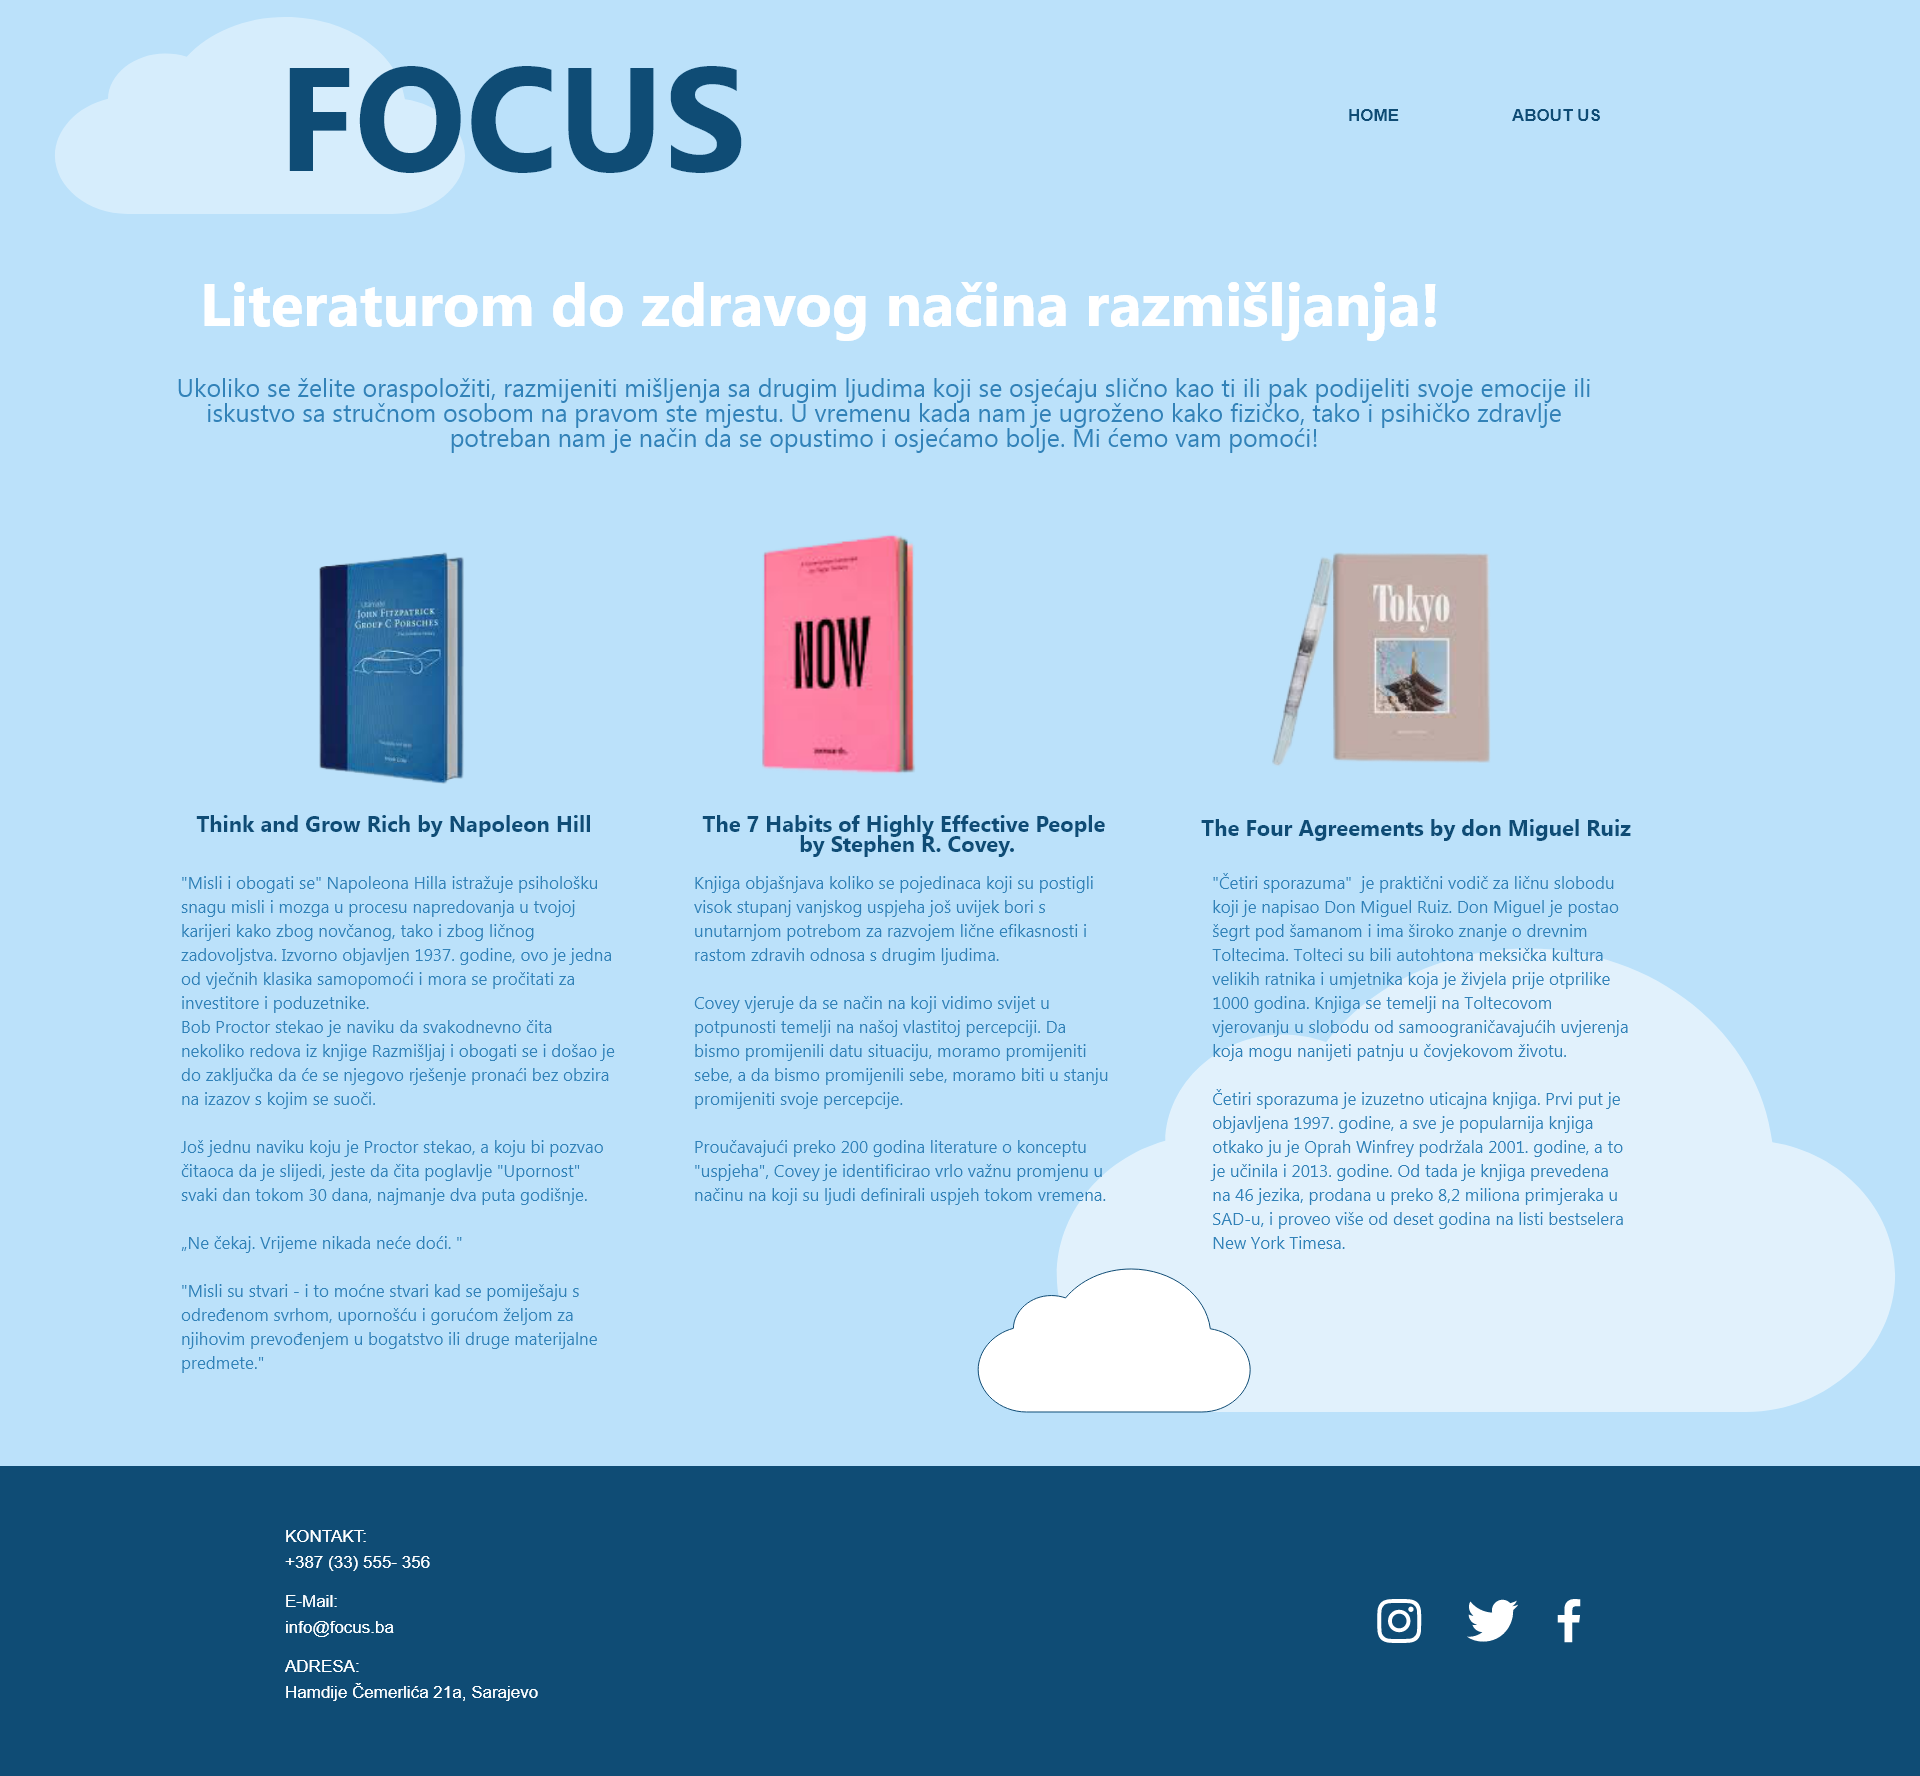 FOCUS
HOME
ABOUT US
Literaturom do zdravog načina razmišljanja!
Ukoliko se želite oraspoložiti, razmijeniti mišljenja sa drugim ljudima koji se osjećaju slično kao ti ili pak podijeliti svoje emocije ili
iskustvo sa stručnom osobom na pravom ste mjestu. U vremenu kada nam je ugroženo kako fizičko, tako i psihičko zdravlje
potreban nam je način da se opustimo i osjećamo bolje. Mi ćemo vam pomoći!
Ultimate
John Fitzpatrick
Group C Porsches
NOW
Tokyo
Think and Grow Rich by Napoleon Hill
"Misli i obogati se" Napoleona Hilla istražuje psihološku
snagu misli i mozga u procesu napredovanja u tvojoj
karijeri kako zbog novčanog, tako i zbog ličnog
zadovoljstva. Izvorno objavljen 1937. godine, ovo je jedna
od vječnih klasika samopomoći i mora se pročitati za
investitore i poduzetnike.
Bob Proctor stekao je naviku da svakodnevno čita
nekoliko redova iz knjige Razmišljaj i obogati se i došao je
do zaključka da će se njegovo rješenje pronaći bez obzira
na izazov s kojim se suoči.
Još jednu naviku koju je Proctor stekao, a koju bi pozvao
čitaoca da je slijedi, jeste da čita poglavlje "Upornost"
svaki dan tokom 30 dana, najmanje dva puta godišnje.
„Ne čekaj. Vrijeme nikada neće doći. "
"Misli su stvari - i to moćne stvari kad se pomiješaju s
određenom svrhom, upornošću i gorućom željom za
njihovim prevođenjem u bogatstvo ili druge materijalne
predmete."
The 7 Habits of Highly Effective People
by Stephen R. Covey.
Knjiga objašnjava koliko se pojedinaca koji su postigli
visok stupanj vanjskog uspjeha još uvijek bori s
unutarnjom potrebom za razvojem lične efikasnosti i
rastom zdravih odnosa s drugim ljudima.
Covey vjeruje da se način na koji vidimo svijet u
potpunosti temelji na našoj vlastitoj percepciji. Da
bismo promijenili datu situaciju, moramo promijeniti
sebe, a da bismo promijenili sebe, moramo biti u stanju
promijeniti svoje percepcije.
Proučavajući preko 200 godina literature o konceptu
"uspjeha", Covey je identificirao vrlo važnu promjenu u
načinu na koji su ljudi definirali uspjeh tokom vremena.
The Four Agreements by don Miguel Ruiz
"Četiri sporazuma"  je praktični vodič za ličnu slobodu
koji je napisao Don Miguel Ruiz. Don Miguel je postao
šegrt pod šamanom i ima široko znanje o drevnim
Toltecima. Tolteci su bili autohtona meksička kultura
velikih ratnika i umjetnika koja je živjela prije otprilike
1000 godina. Knjiga se temelji na Toltecovom
vjerovanju u slobodu od samoograničavajućih uvjerenja
koja mogu nanijeti patnju u čovjekovom životu.
Četiri sporazuma je izuzetno uticajna knjiga. Prvi put je
objavljena 1997. godine, a sve je popularnija knjiga
otkako ju je Oprah Winfrey podržala 2001. godine, a to
je učinila i 2013. godine. Od tada je knjiga prevedena
na 46 jezika, prodana u preko 8,2 miliona primjeraka u
SAD-u, i proveo više od deset godina na listi bestselera
New York Timesa.
KONTAKT:
+387 (33) 555- 356
E-Mail:
info@focus.ba
ADRESA:
Hamdije Čemerlića 21a, Sarajevo